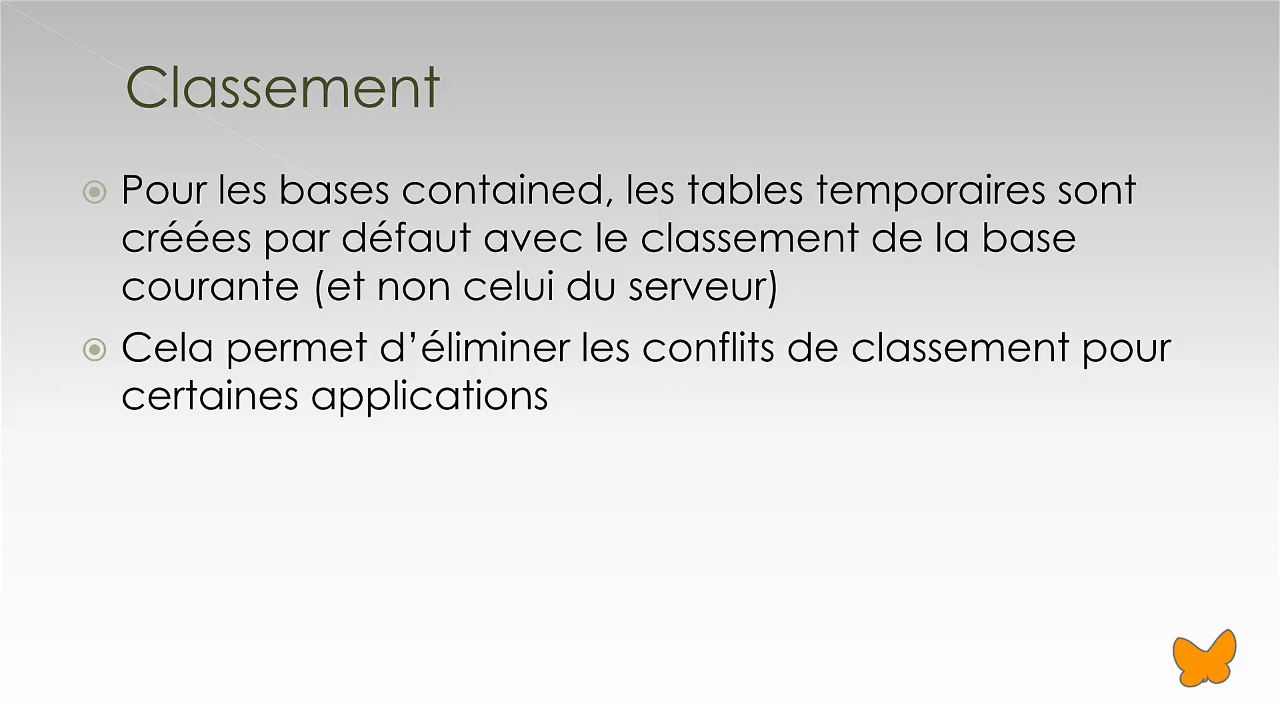 Classement
Pour les bases contained, les tables temporaires sont
créées par défaut avec le classement de la base
courante (et non celui du serveur)
Cela permet d’éliminer les conflits de classement pour
certaines applications